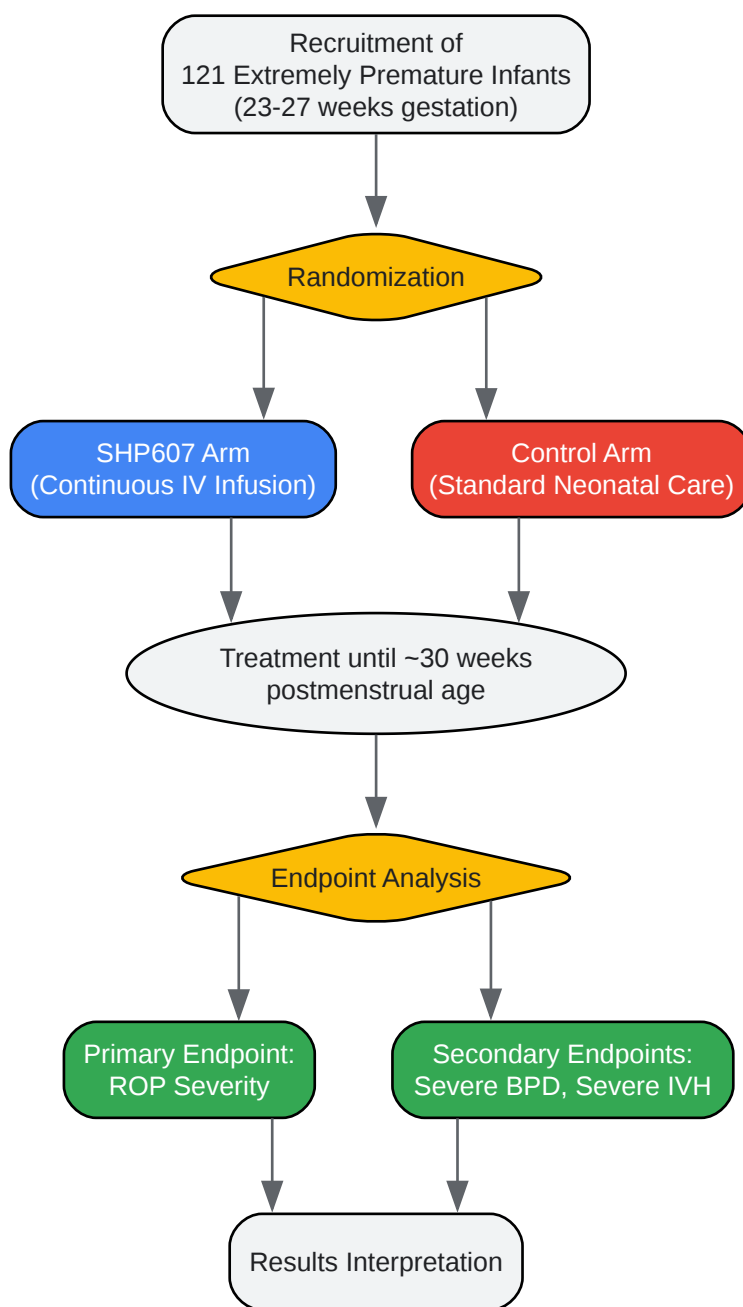 Recruitment of
121 Extremely Premature Infants
(23-27 weeks gestation)
Randomization
SHP607 Arm
(Continuous IV Infusion)
Control Arm
(Standard Neonatal Care)
Treatment until ~30 weeks
postmenstrual age
Endpoint Analysis
Primary Endpoint:
ROP Severity
Secondary Endpoints:
Severe BPD, Severe IVH
Results Interpretation